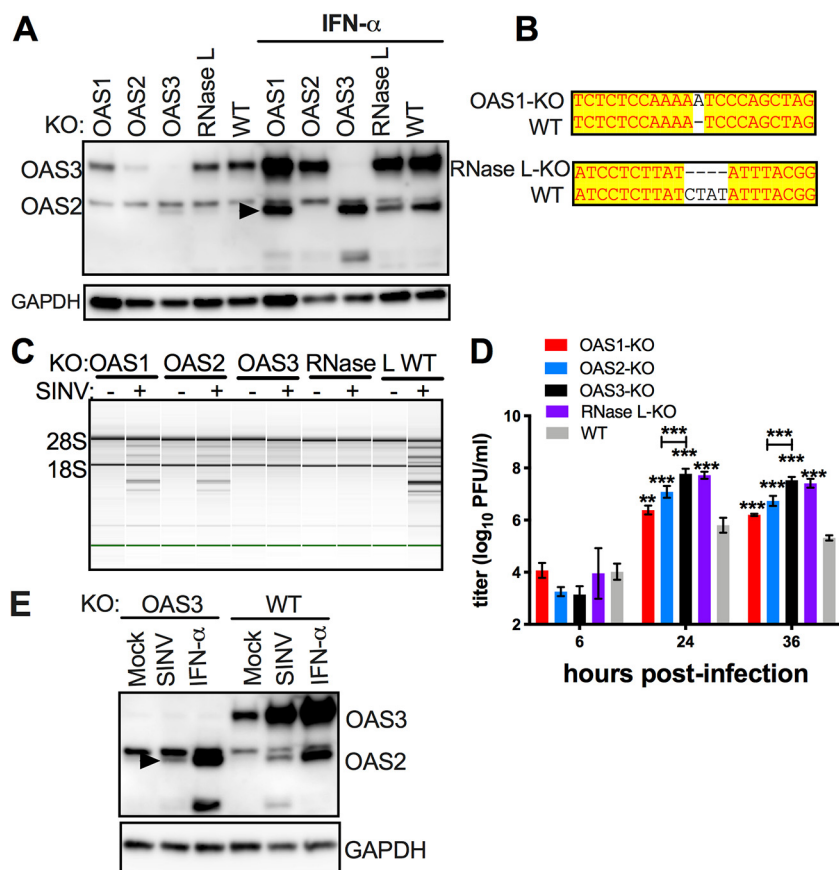 A
IFN-α
KO: OAS1 OAS2 OAS3 RNase L WT OAS1 OAS2 OAS3 RNase L WT
OAS3
OAS2
GAPDH
B
OAS1-KO TCTCTCCAAAAATCCCAGCTAG
WT TCTCTCCAAAA-TCCCAGCTAG
RNase L-KO ATCCTCTTAT----ATTTACGG
WT ATCCTCTTATCTATATTTACGG
C
KO: OAS1 OAS2 OAS3 RNase L WT
SINV: - + - + - + - + - +
28S
18S
D
OAS1-KO
OAS2-KO
OAS3-KO
RNase L-KO
WT
titer (log10 PFU/ml)
10
8
6
4
2
*** ***
** *** *** *** *** *** *** ***
6 24 36
hours post-infection
E
KO: OAS3 WT
Mock SINV IFN-α Mock SINV IFN-α
OAS3
OAS2
GAPDH